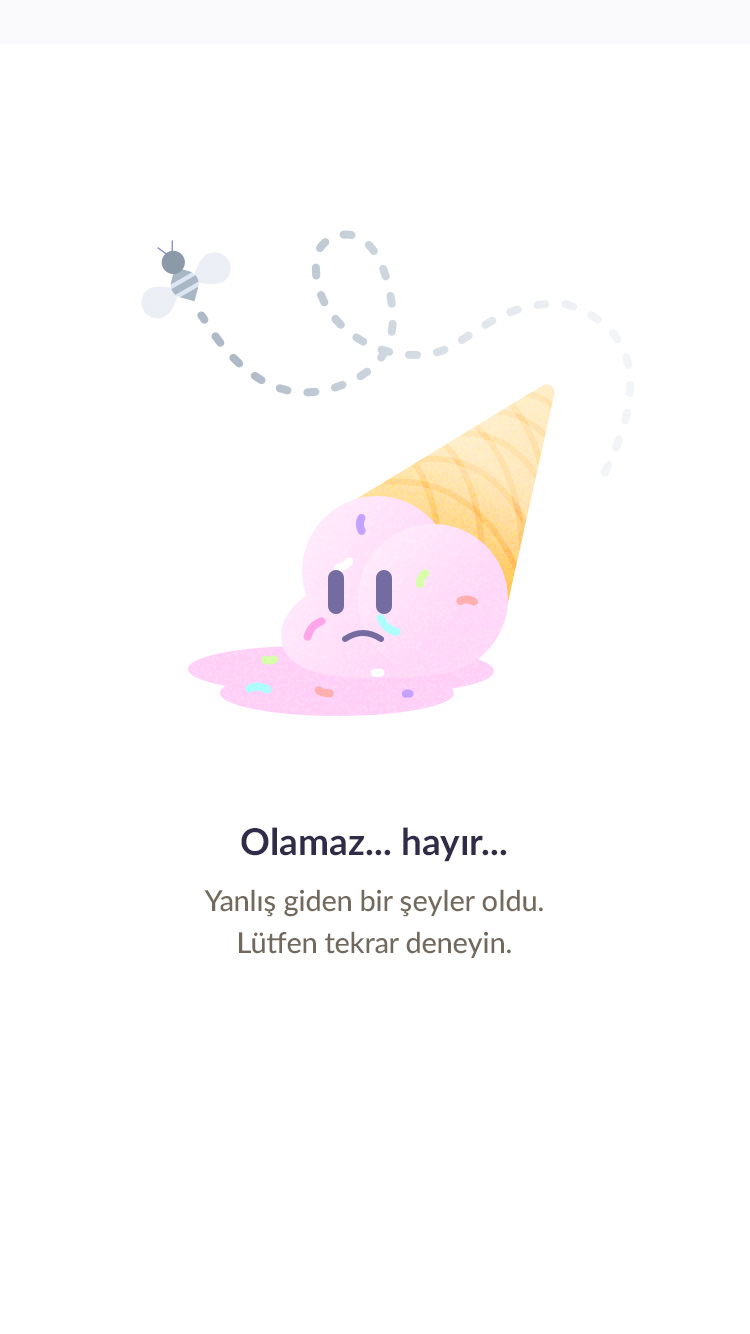 Olamaz... hayır...
Yanlış giden bir şeyler oldu.
Lütfen tekrar deneyin.